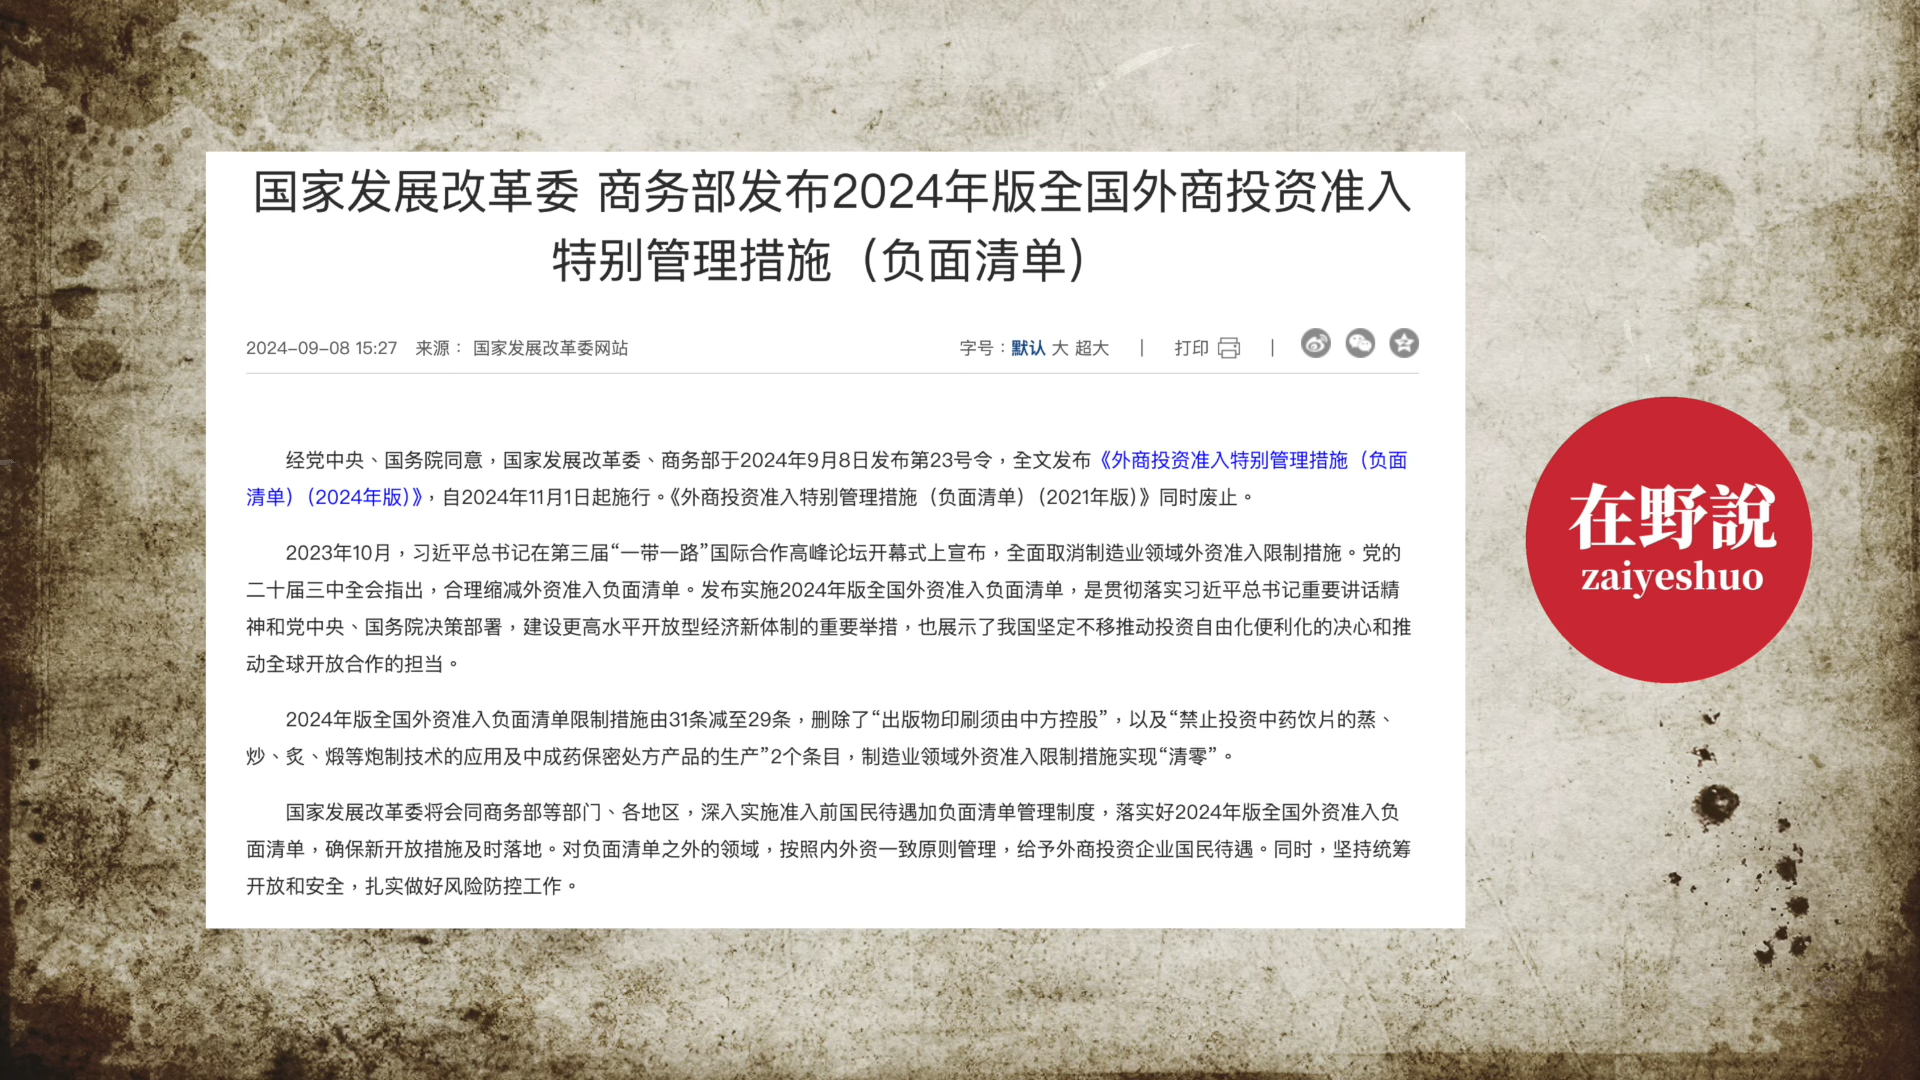 国家发展改革委 商务部发布2024年版全国外商投资准入
特别管理措施（负面清单）
2024-09-08 15:27 来源： 国家发展改革委网站
字号：默认 大 超大 | 打印 |
经党中央、国务院同意，国家发展改革委、商务部于2024年9月8日发布第23号令，全文发布《外商投资准入特别管理措施（负面
清单）（2024年版）》，自2024年11月1日起施行。《外商投资准入特别管理措施（负面清单）（2021年版）》同时废止。
2023年10月，习近平总书记在第三届“一带一路”国际合作高峰论坛开幕式上宣布，全面取消制造业领域外资准入限制措施。党的
二十届三中全会指出，合理缩减外资准入负面清单。发布实施2024年版全国外资准入负面清单，是贯彻落实习近平总书记重要讲话精
神和党中央、国务院决策部署，建设更高水平开放型经济新体制的重要举措，也展示了我国坚定不移推动投资自由化便利化的决心和推
动全球开放合作的担当。
2024年版全国外资准入负面清单限制措施由31条减至29条，删除了“出版物印刷须由中方控股”，以及“禁止投资中药饮片的蒸、
炒、炙、煅等炮制技术的应用及中成药保密处方产品的生产”2个条目，制造业领域外资准入限制措施实现“清零”。
国家发展改革委将会同商务部等部门、各地区，深入实施准入前国民待遇加负面清单管理制度，落实好2024年版全国外资准入负
面清单，确保新开放措施及时落地。对负面清单之外的领域，按照内外资一致原则管理，给予外商投资企业国民待遇。同时，坚持统筹
开放和安全，扎实做好风险防控工作。
在野說
zaiyeshuo